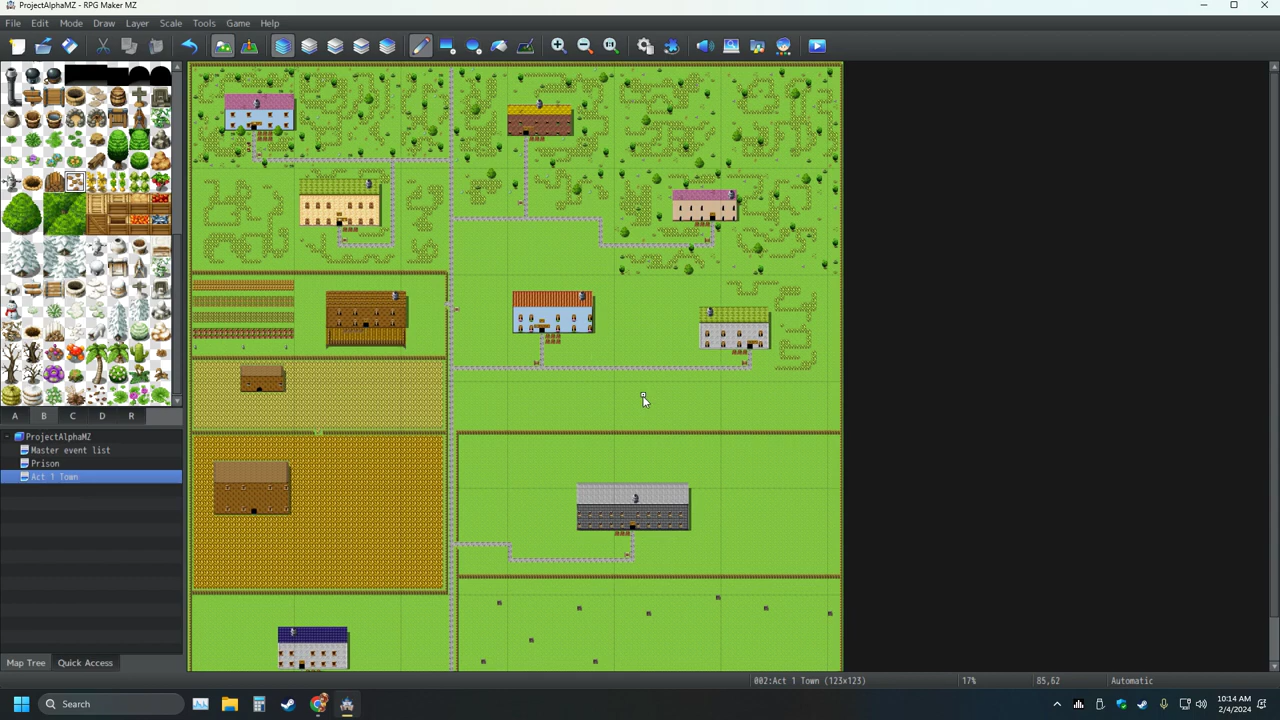 ProjectAlphaMZ - RPG Maker MZ
File Edit Mode Draw Layer Scale Tools Game Help
A B C D R
ProjectAlphaMZ
Master event list
Prison
Act 1 Town
Map Tree Quick Access
002:Act 1 Town (123x123) 17% 85,62 Automatic
Search
10:14 AM
2/4/2024